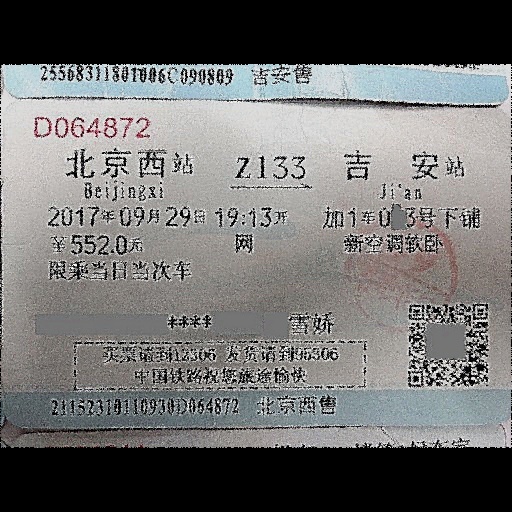 25568311801006C090809 吉安售
D064872
北京西站 Z133 吉安站
Beijingxi Ji'an
2017年09月29日 19:13开 加1车03号下铺
￥552.0元 网 新空调软卧
限乘当日当次车
**** 雪娇
买票请到12306 发货请到95306
中国铁路祝您旅途愉快
21152310110930D064872 北京西售